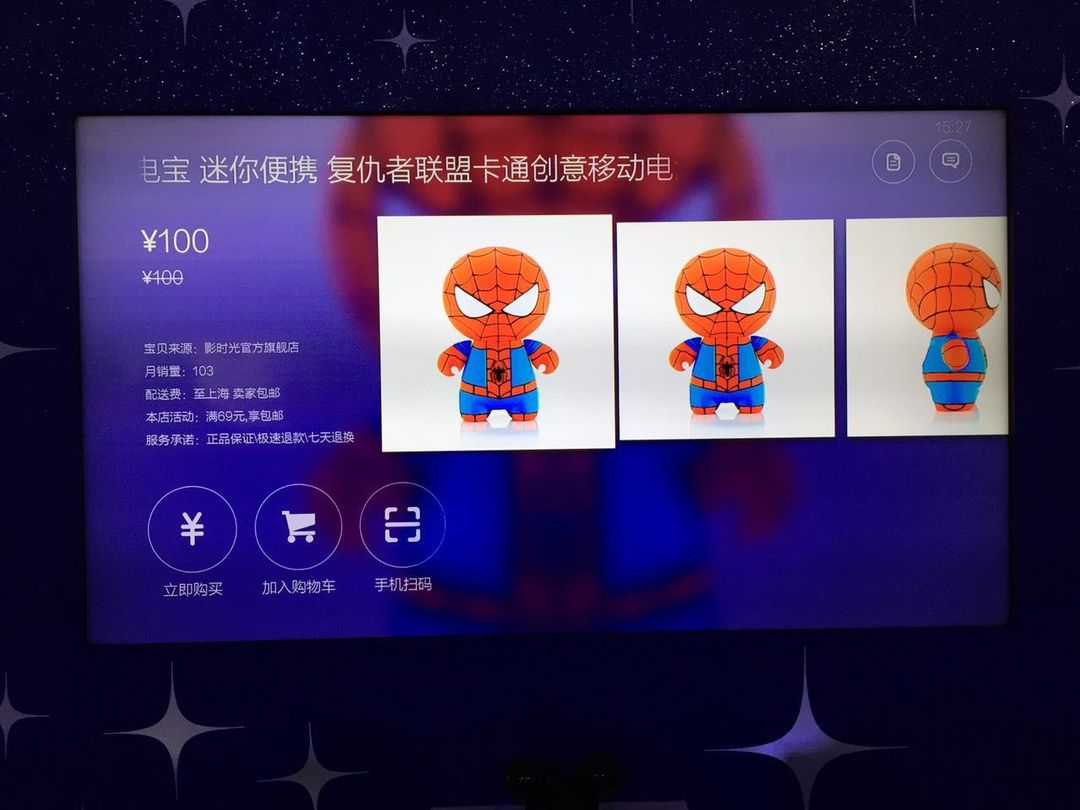 15:27
电宝 迷你便携 复仇者联盟卡通创意移动电
¥100
¥100
宝贝来源：影时光官方旗舰店
月销量：103
配送费：至上海 卖家包邮
本店活动：满69元,享包邮
服务承诺：正品保证\极速退款\七天退换
立即购买
加入购物车
手机扫码